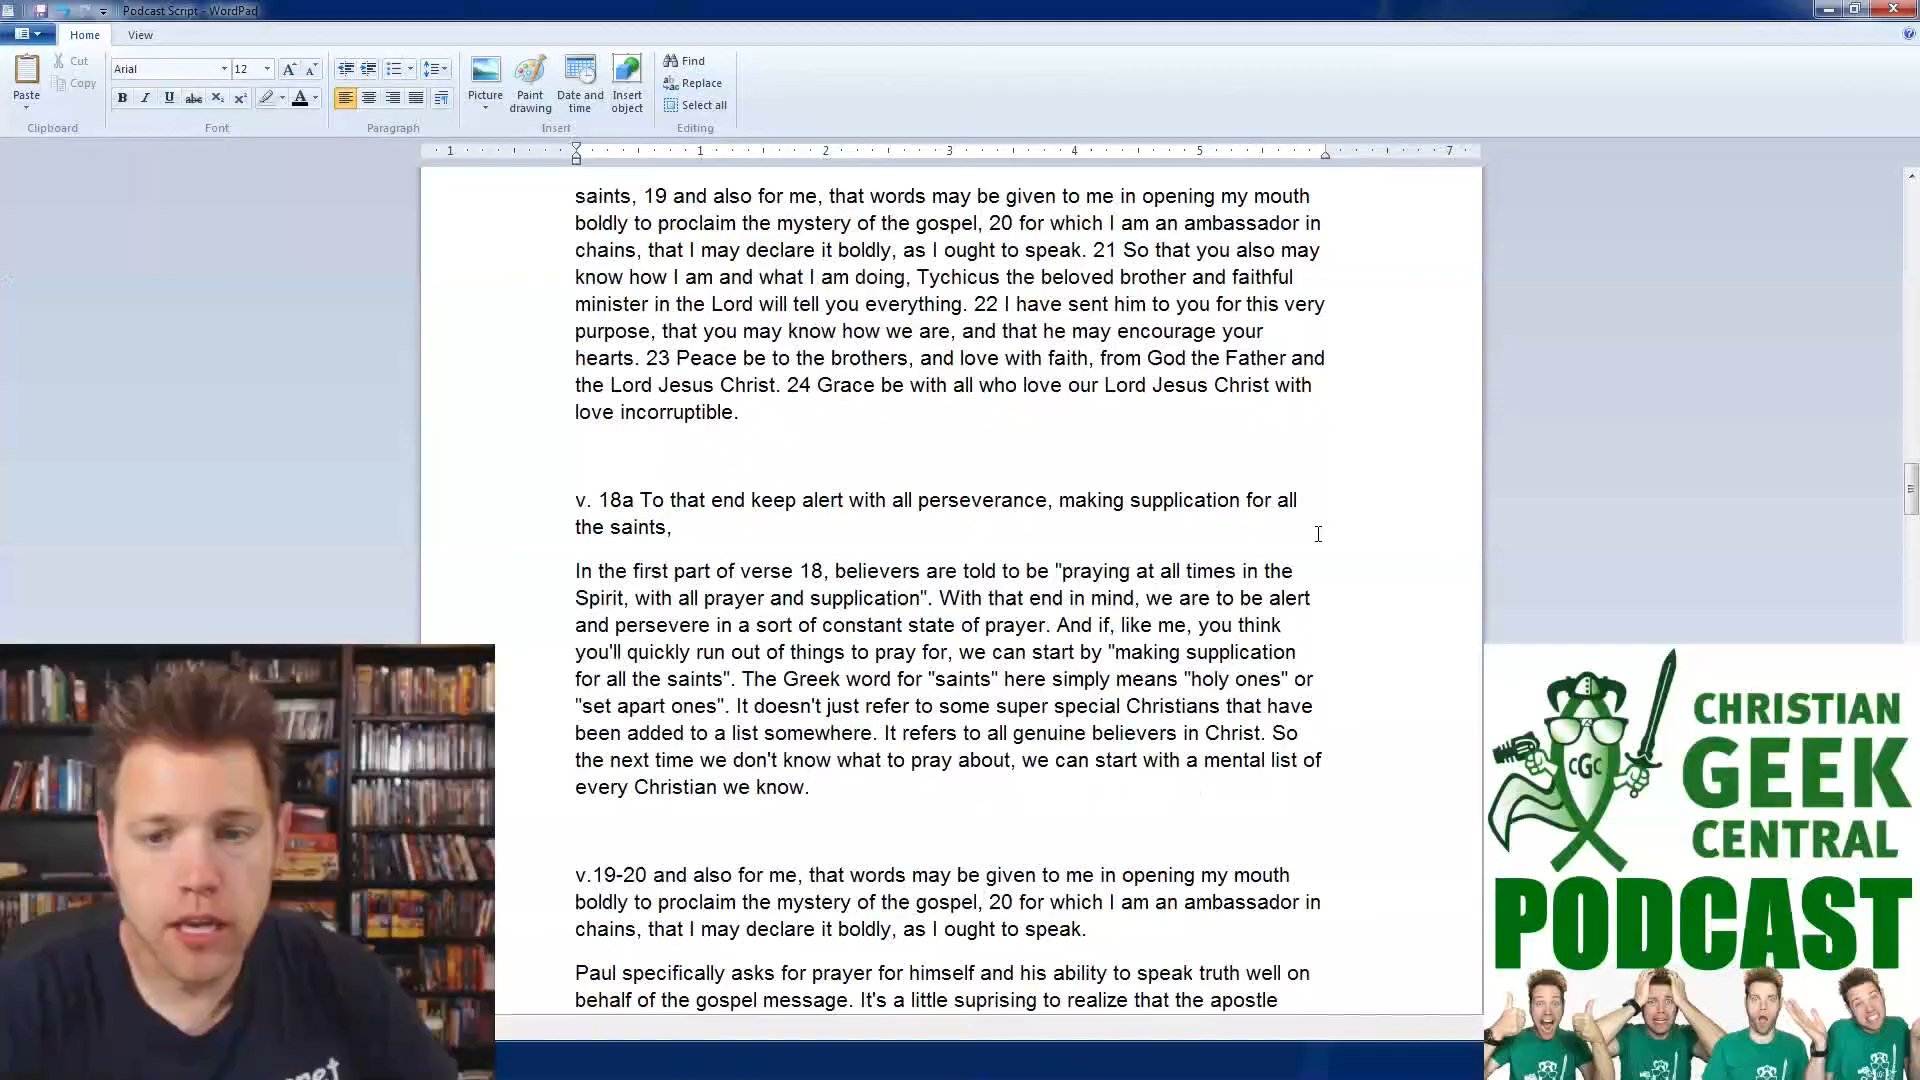 Podcast Script - WordPad
Home View
Cut
Copy
Paste
Clipboard
Arial 12
Font
Paragraph
Picture
Paint drawing
Date and time
Insert object
Insert
Find
Replace
Select all
Editing
1 1 2 3 4 5 7
saints, 19 and also for me, that words may be given to me in opening my mouth
boldly to proclaim the mystery of the gospel, 20 for which I am an ambassador in
chains, that I may declare it boldly, as I ought to speak. 21 So that you also may
know how I am and what I am doing, Tychicus the beloved brother and faithful
minister in the Lord will tell you everything. 22 I have sent him to you for this very
purpose, that you may know how we are, and that he may encourage your
hearts. 23 Peace be to the brothers, and love with faith, from God the Father and
the Lord Jesus Christ. 24 Grace be with all who love our Lord Jesus Christ with
love incorruptible.
v. 18a To that end keep alert with all perseverance, making supplication for all
the saints,
In the first part of verse 18, believers are told to be "praying at all times in the
Spirit, with all prayer and supplication". With that end in mind, we are to be alert
and persevere in a sort of constant state of prayer. And if, like me, you think
you'll quickly run out of things to pray for, we can start by "making supplication
for all the saints". The Greek word for "saints" here simply means "holy ones" or
"set apart ones". It doesn't just refer to some super special Christians that have
been added to a list somewhere. It refers to all genuine believers in Christ. So
the next time we don't know what to pray about, we can start with a mental list of
every Christian we know.
v.19-20 and also for me, that words may be given to me in opening my mouth
boldly to proclaim the mystery of the gospel, 20 for which I am an ambassador in
chains, that I may declare it boldly, as I ought to speak.
Paul specifically asks for prayer for himself and his ability to speak truth well on
behalf of the gospel message. It's a little suprising to realize that the apostle
CGC
CHRISTIAN
GEEK
CENTRAL
PODCAST